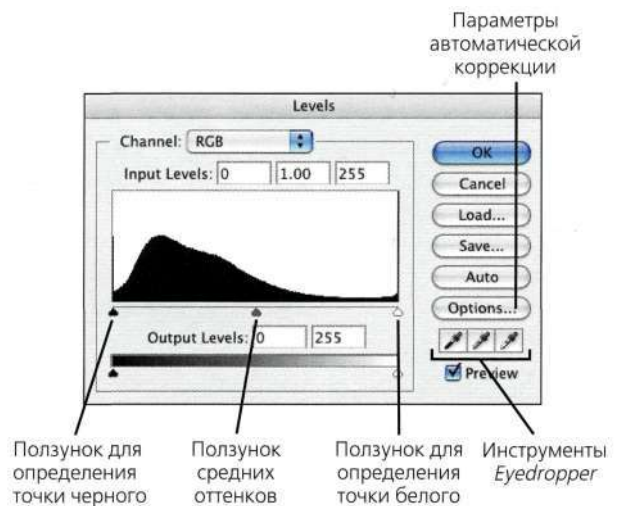 Параметры
автоматической
коррекции
Levels
Channel: RGB
Input Levels: 0 1.00 255
OK
Cancel
Load...
Save...
Auto
Options...
Output Levels: 0 255
Preview
Ползунок для
определения
точки черного
Ползунок
средних
оттенков
Ползунок для
определения
точки белого
Инструменты
Eyedropper